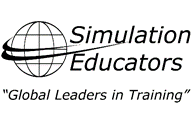 Simulation
Educators
“Global Leaders in Training”